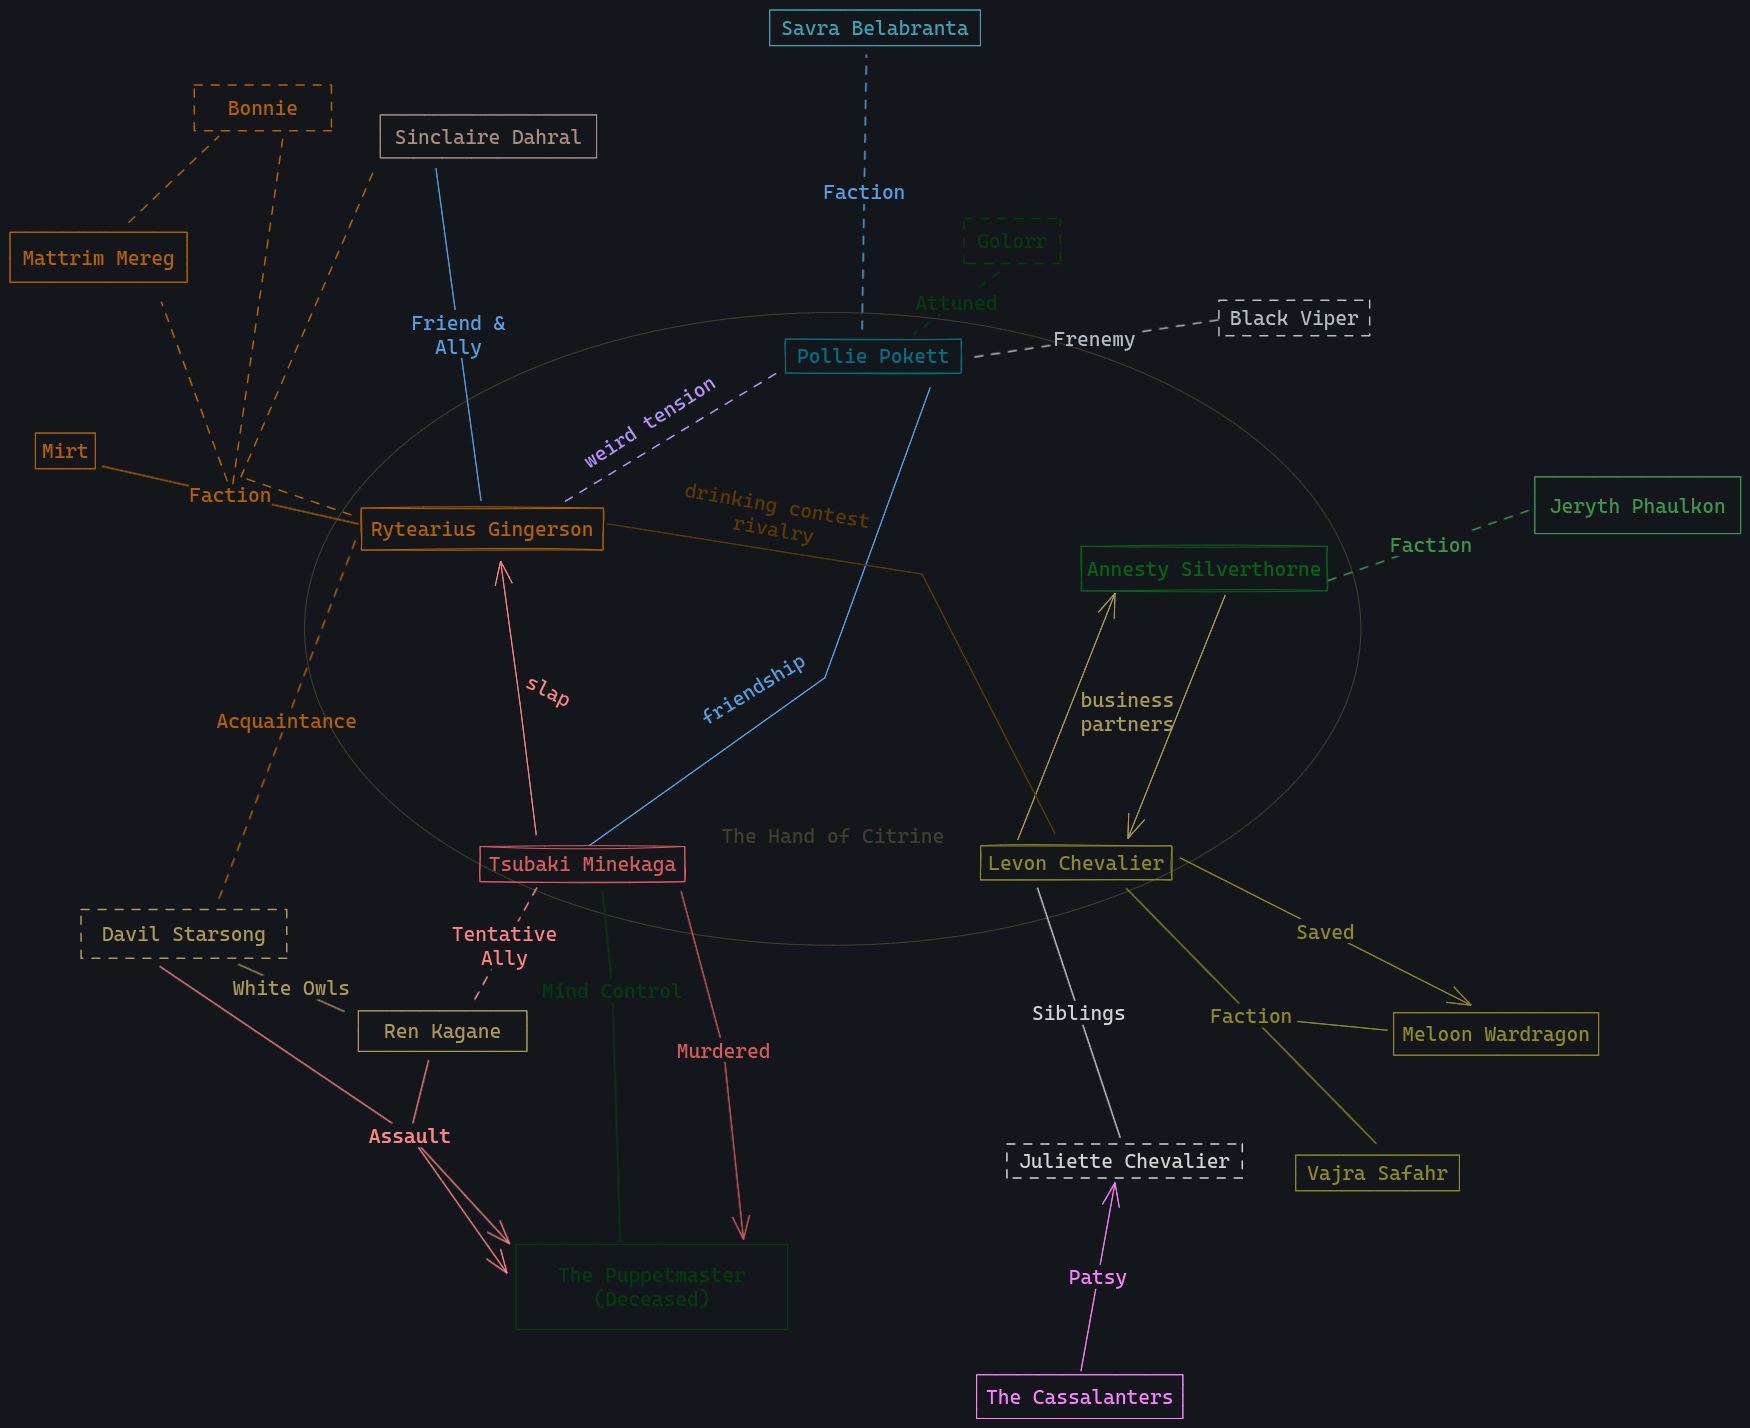 Savra Belabranta
Bonnie
Sinclaire Dahral
Faction
Golorr
Mattrim Mereg
Attuned
Black Viper
Friend &
Ally
Frenemy
Pollie Pokett
weird tension
Mirt
Faction
drinking contest
rivalry
Jeryth Phaulkon
Rytearius Gingerson
Faction
Annesty Silverthorne
slap
friendship
business
partners
Acquaintance
The Hand of Citrine
Tsubaki Minekaga
Levon Chevalier
Davil Starsong
Tentative
Ally
Saved
White Owls
Mind Control
Siblings
Faction
Ren Kagane
Meloon Wardragon
Murdered
Assault
Juliette Chevalier
Vajra Safahr
The Puppetmaster
(Deceased)
Patsy
The Cassalanters